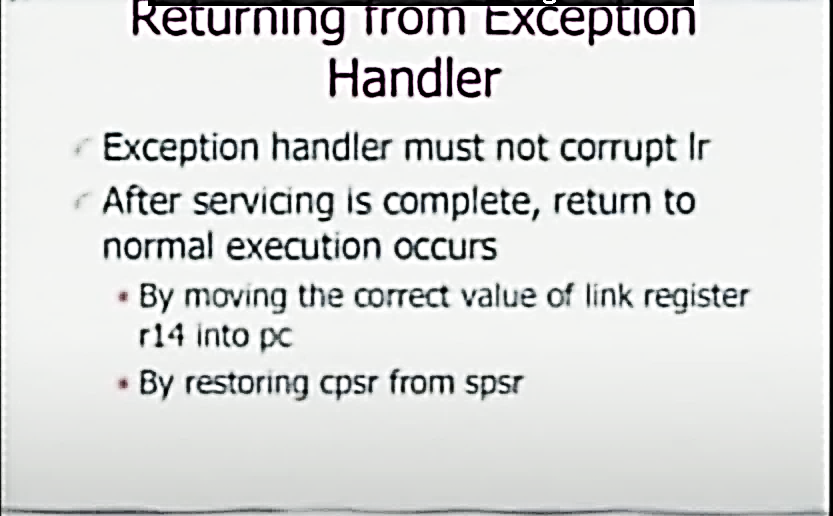 Returning from Exception
Handler
Exception handler must not corrupt lr
After servicing is complete, return to
normal execution occurs
By moving the correct value of link register
r14 into pc
By restoring cpsr from spsr